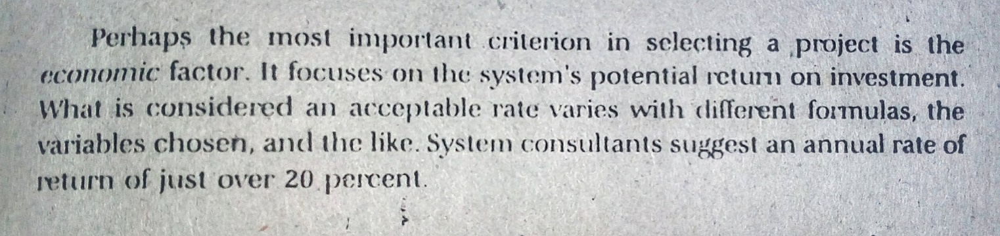 Perhaps the most important criterion in selecting a project is the
economic factor. It focuses on the system's potential return on investment.
What is considered an acceptable rate varies with different formulas, the
variables chosen, and the like. System consultants suggest an annual rate of
return of just over 20 percent.